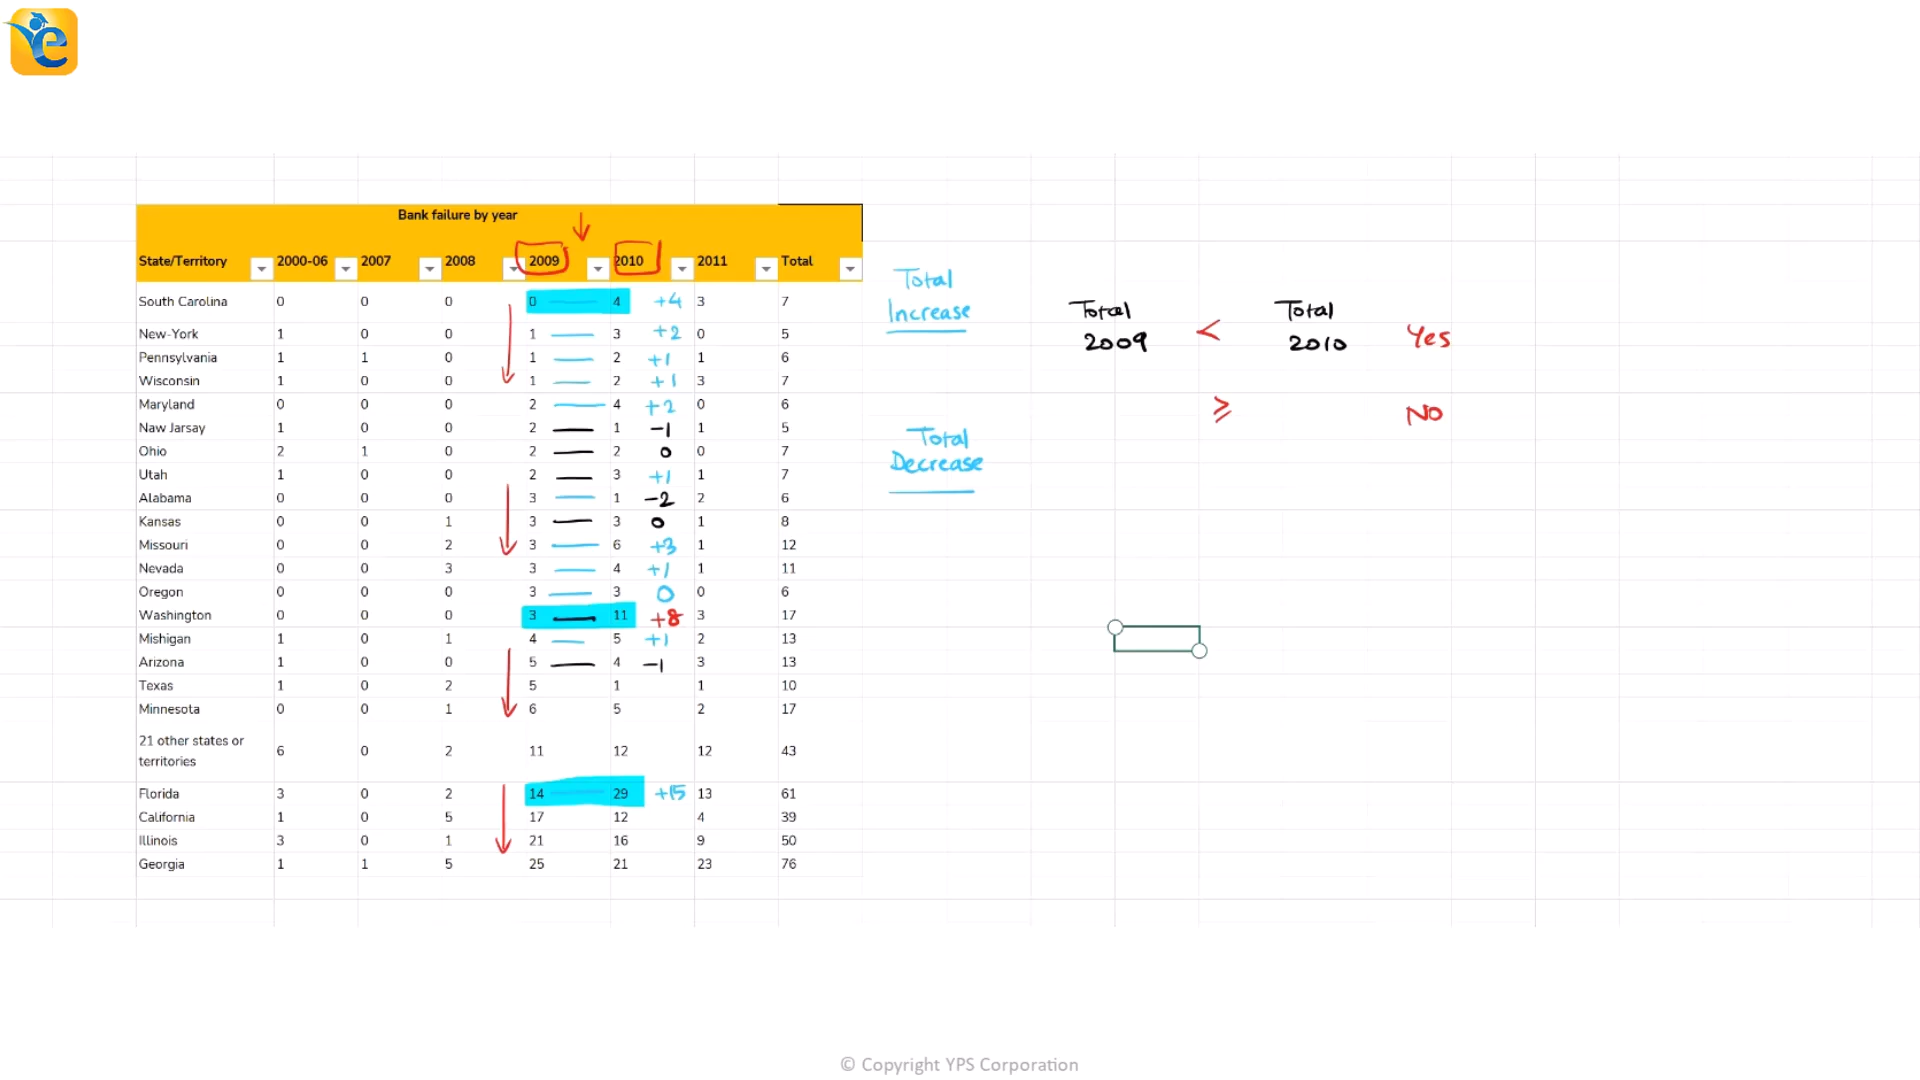 e
Bank failure by year
State/Territory 2000-06 2007 2008 2009 2010 2011 Total
South Carolina 0 0 0 0 4 +4 3 7
New-York 1 0 0 1 3 +2 0 5
Pennsylvania 1 1 0 1 2 +1 1 6
Wisconsin 1 0 0 1 2 +1 3 7
Maryland 0 0 0 2 4 +2 0 6
Naw Jarsay 1 0 0 2 1 -1 1 5
Ohio 2 1 0 2 2 0 0 7
Utah 1 0 0 2 3 +1 1 7
Alabama 0 0 0 3 1 -2 2 6
Kansas 0 0 1 3 3 0 1 8
Missouri 0 0 2 3 6 +3 1 12
Nevada 0 0 3 3 4 +1 1 11
Oregon 0 0 0 3 3 0 0 6
Washington 0 0 0 3 11 +8 3 17
Mishigan 1 0 1 4 5 +1 2 13
Arizona 1 0 0 5 4 -1 3 13
Texas 1 0 2 5 1 1 10
Minnesota 0 0 1 6 5 2 17
21 other states or
territories 6 0 2 11 12 12 43
Florida 3 0 2 14 29 +15 13 61
California 1 0 5 17 12 4 39
Illinois 3 0 1 21 16 9 50
Georgia 1 1 5 25 21 23 76
Total
Increase
Total
Decrease
Total Total
2009 < 2010 Yes
≥ No
© Copyright YPS Corporation